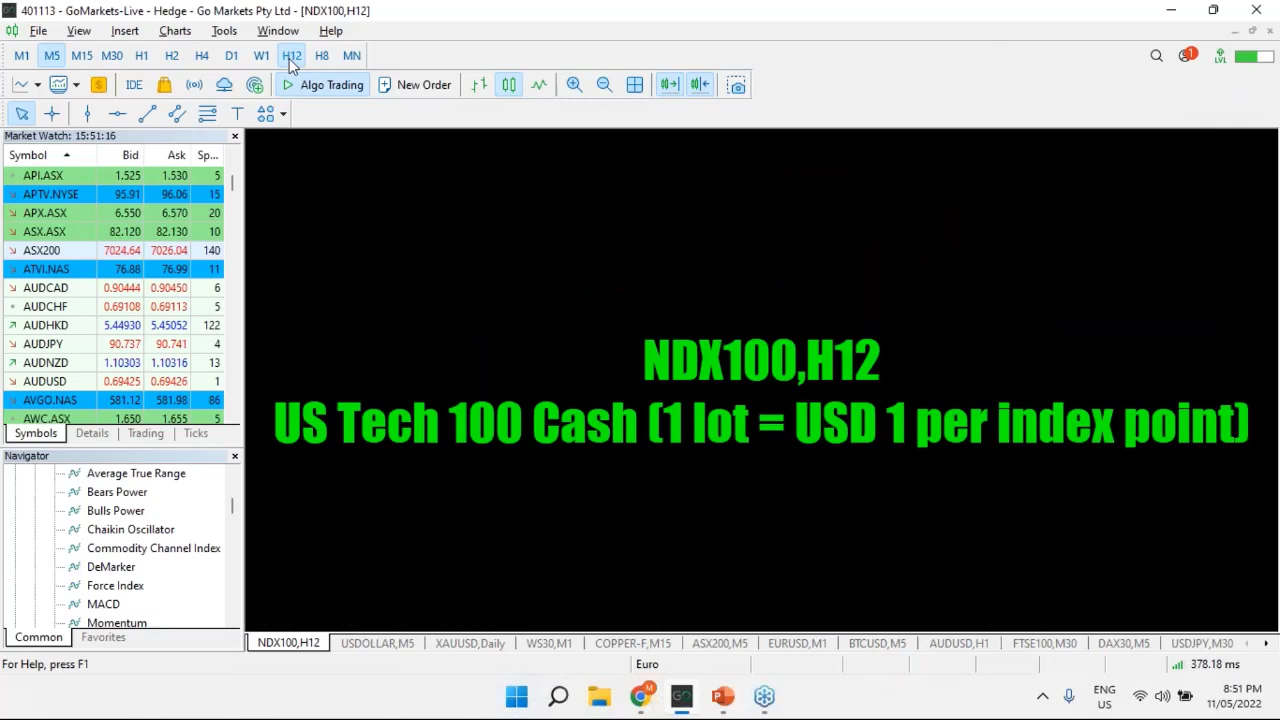 401113 - GoMarkets-Live - Hedge - Go Markets Pty Ltd - [NDX100,H12]
File View Insert Charts Tools Window Help
M1 M5 M15 M30 H1 H2 H4 D1 W1 H12 H8 MN
1
LVL
IDE
Algo Trading
New Order
Market Watch: 15:51:16
Symbol Bid Ask Sp...
API.ASX 1.525 1.530 5
APTV.NYSE 95.91 96.06 15
APX.ASX 6.550 6.570 20
ASX.ASX 82.120 82.130 10
ASX200 7024.64 7026.04 140
ATVI.NAS 76.88 76.99 11
AUDCAD 0.90444 0.90450 6
AUDCHF 0.69108 0.69113 5
AUDHKD 5.44930 5.45052 122
AUDJPY 90.737 90.741 4
AUDNZD 1.10303 1.10316 13
AUDUSD 0.69425 0.69426 1
AVGO.NAS 581.12 581.98 86
AWC.ASX 1.650 1.655 5
Symbols Details Trading Ticks
NDX100,H12
US Tech 100 Cash (1 lot = USD 1 per index point)
Navigator
Average True Range
Bears Power
Bulls Power
Chaikin Oscillator
Commodity Channel Index
DeMarker
Force Index
MACD
Momentum
Common Favorites
NDX100,H12 USDOLLAR,M5 XAUUSD,Daily WS30,M1 COPPER-F,M15 ASX200,M5 EURUSD,M1 BTCUSD,M5 AUDUSD,H1 FTSE100,M30 DAX30,M5 USDJPY,M30
For Help, press F1
Euro
378.18 ms
M
GO
ENG
US
8:51 PM
11/05/2022